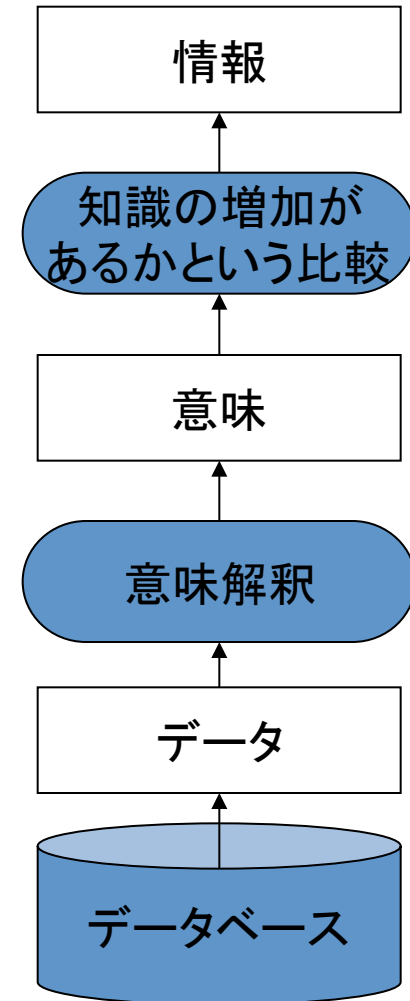 情報
知識の増加が
あるかという比較
意味
意味解釈
データ
データベース